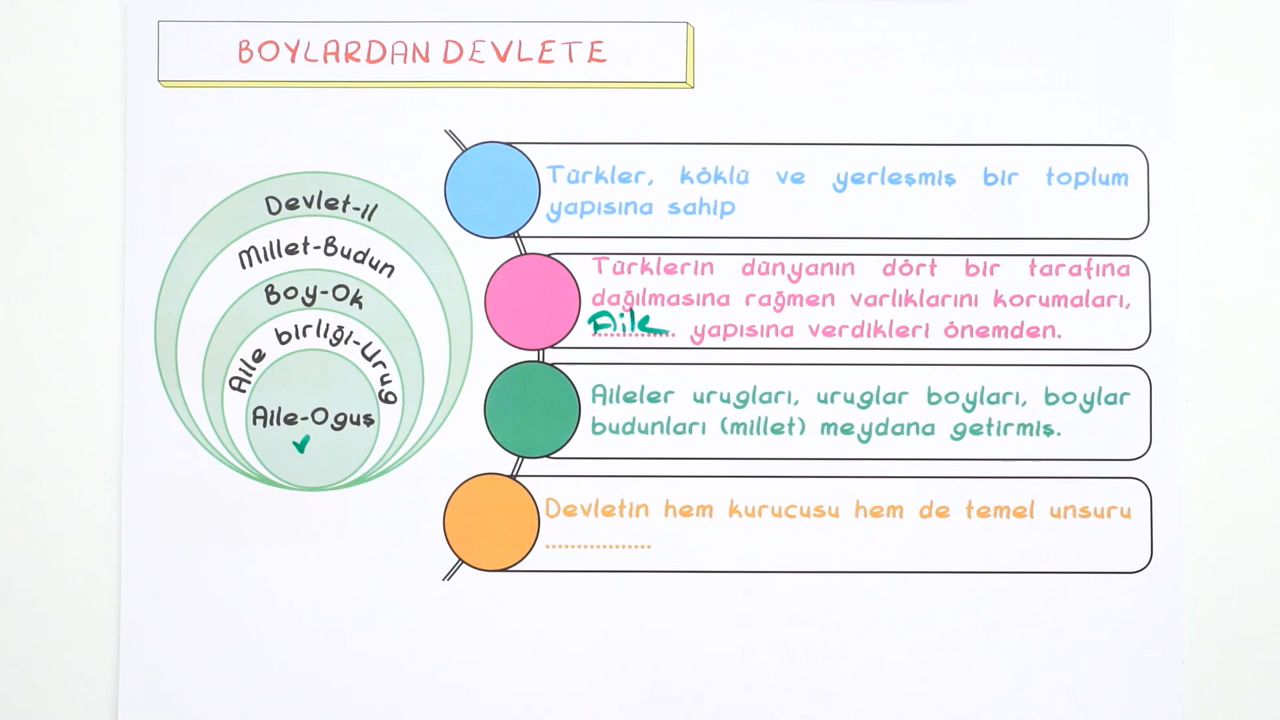 BOYLARDAN DEVLETE
Devlet-il
Millet-Budun
Boy-Ok
Aile birliği-Urug
Aile-Oguş
Türkler, köklü ve yerleşmiş bir toplum
yapısına sahip
Türklerin dünyanın dört bir tarafına
dağılmasına rağmen varlıklarını korumaları,
Aile yapısına verdikleri önemden.
Aileler urugları, uruglar boyları, boylar
budunları (millet) meydana getirmiş.
Devletin hem kurucusu hem de temel unsuru
.................